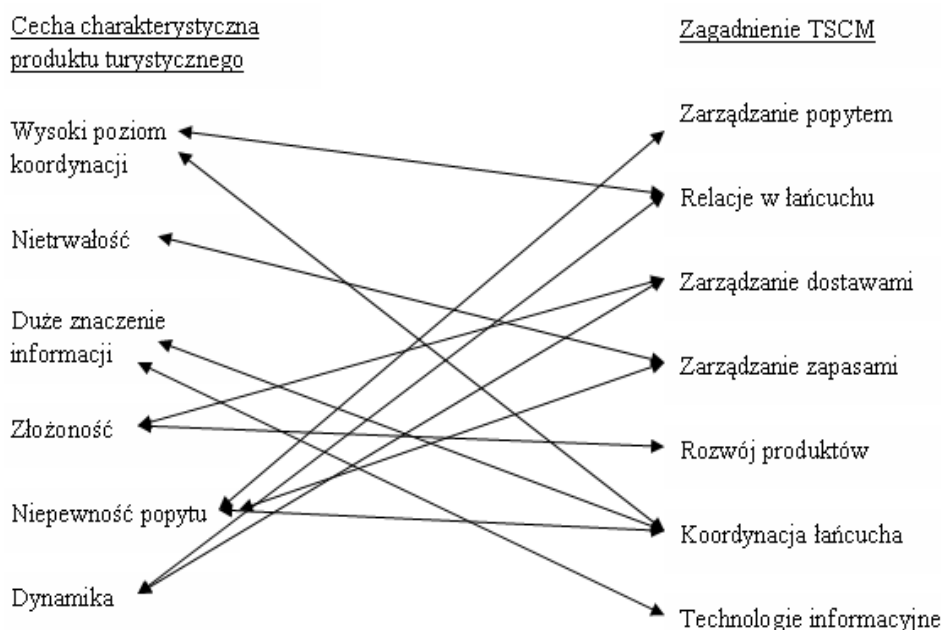 Cecha charakterystyczna
produktu turystycznego
Wysoki poziom
koordynacji
Nietrwałość
Duże znaczenie
informacji
Złożoność
Niepewność popytu
Dynamika
Zagadnienie TSCM
Zarządzanie popytem
Relacje w łańcuchu
Zarządzanie dostawami
Zarządzanie zapasami
Rozwój produktów
Koordynacja łańcucha
Technologie informacyjne